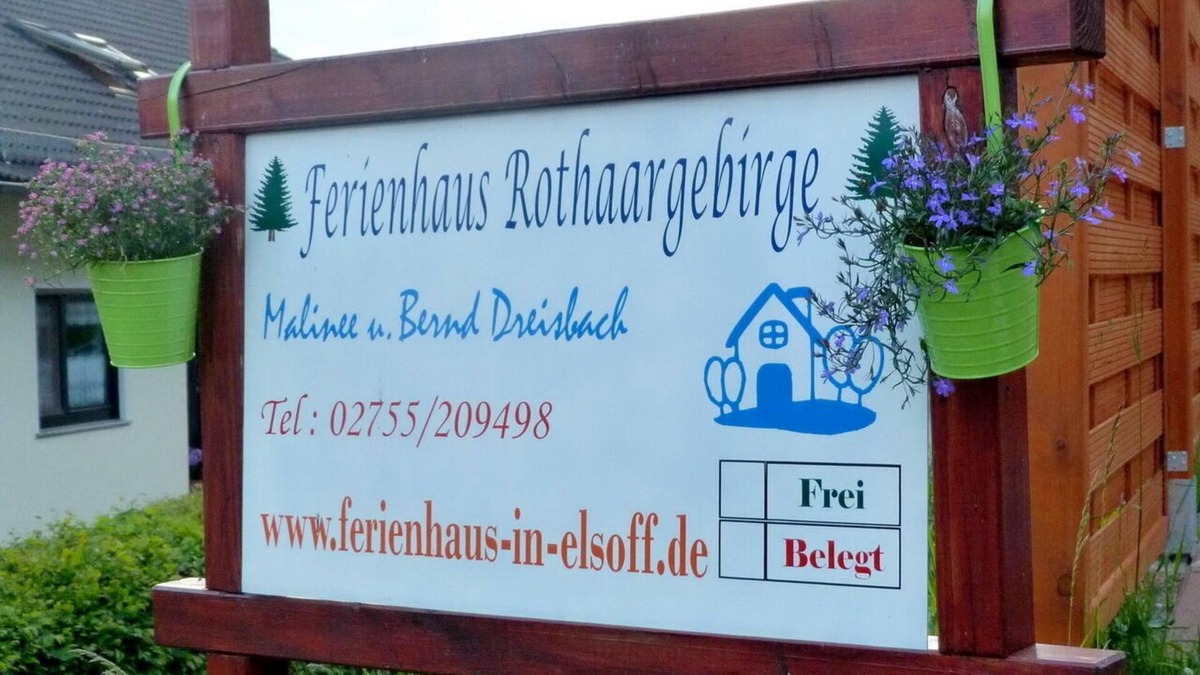 Ferienhaus Rothaargebirge
Malinee u. Bernd Dreisbach
Tel: 02755/209498
www.ferienhaus-in-elsoff.de
Frei
Belegt